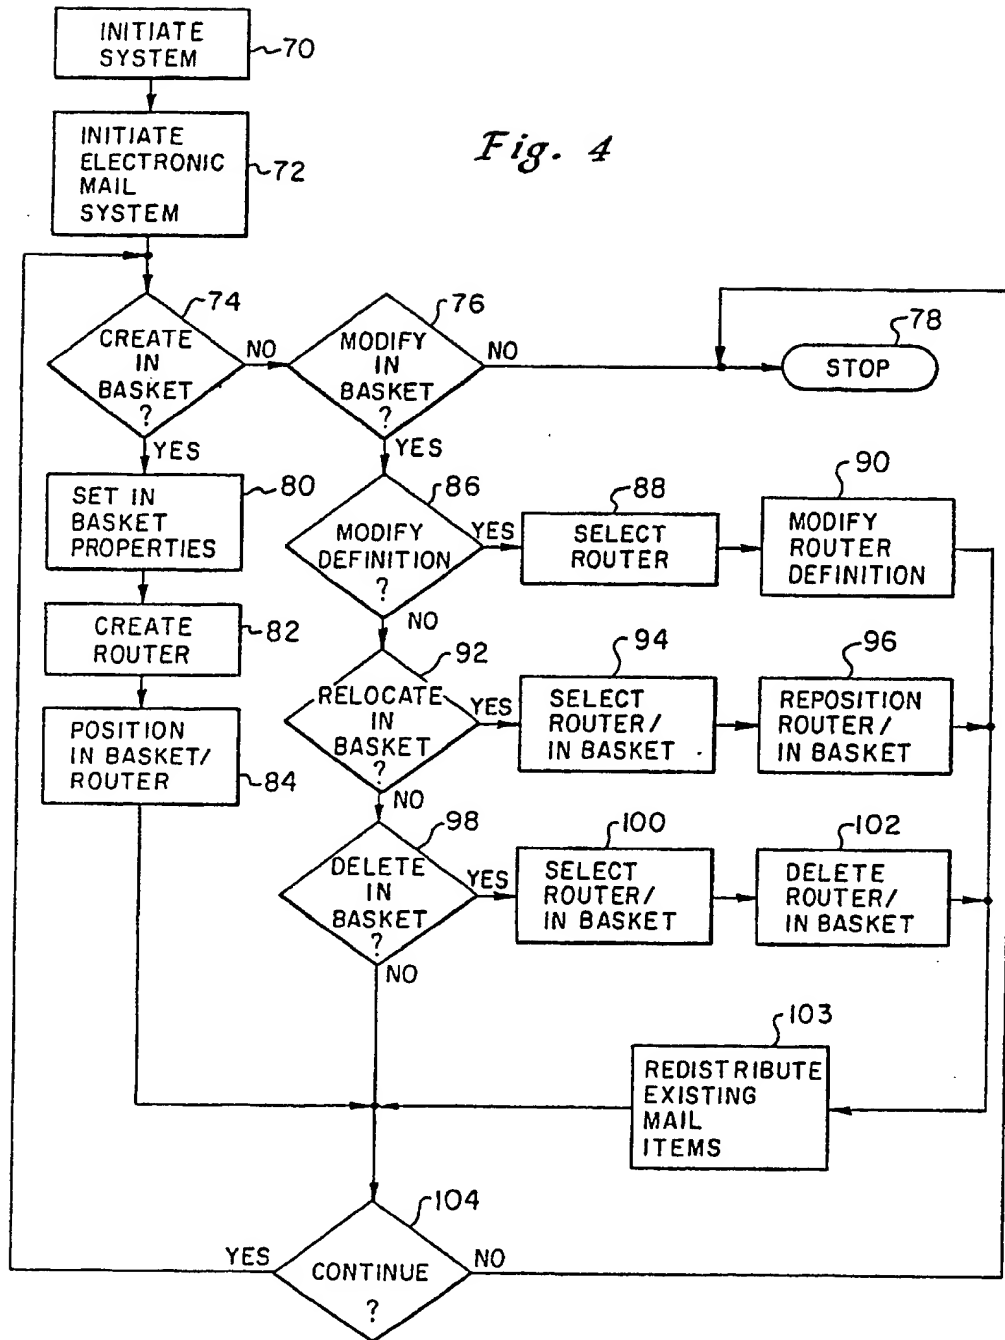 INITIATE
SYSTEM
70
INITIATE
ELECTRONIC
MAIL
SYSTEM
72
Fig. 4
74
CREATE
IN
BASKET
?
NO
YES
76
MODIFY
IN
BASKET
?
NO
YES
78
STOP
SET IN
BASKET
PROPERTIES
80
CREATE
ROUTER
82
POSITION
IN BASKET/
ROUTER
84
86
MODIFY
DEFINITION
?
YES
NO
88
SELECT
ROUTER
90
MODIFY
ROUTER
DEFINITION
92
RELOCATE
IN
BASKET
?
YES
NO
94
SELECT
ROUTER/
IN BASKET
96
REPOSITION
ROUTER/
IN BASKET
98
DELETE
IN
BASKET
?
YES
NO
100
SELECT
ROUTER/
IN BASKET
102
DELETE
ROUTER/
IN BASKET
103
REDISTRIBUTE
EXISTING
MAIL
ITEMS
104
CONTINUE
?
YES
NO